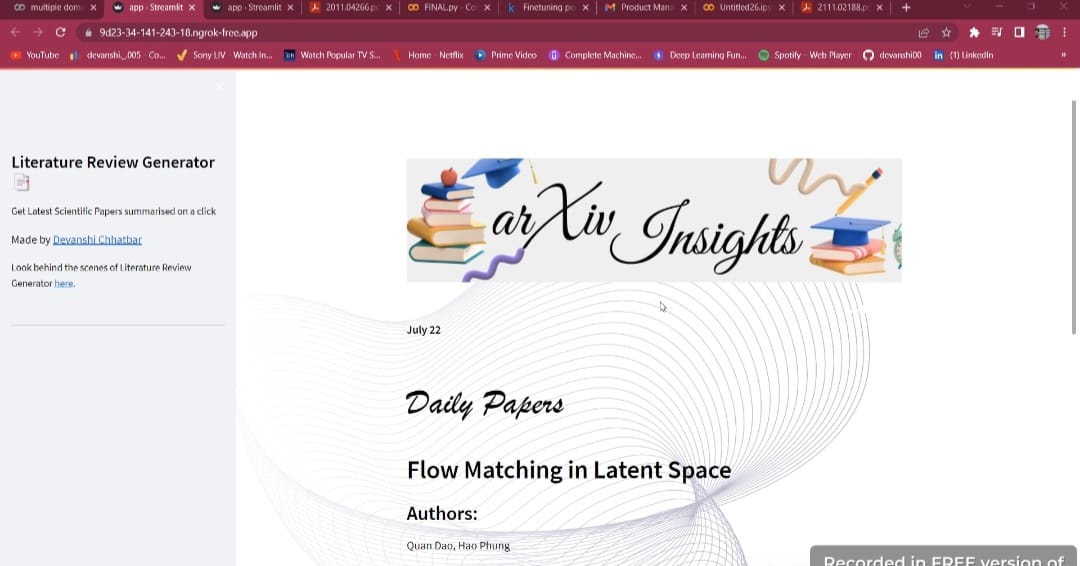 multiple dom
app · Streamlit
app · Streamlit
2011.04266.p
FINAL.py - Co
Finetuning po
Product Man
Untitled26.ipy
2111.02188.p
9d23-34-141-243-18.ngrok-free.app
YouTube
devanshi_.005 · Co...
Sony LIV - Watch In...
Watch Popular TV S...
Home - Netflix
Prime Video
Complete Machine...
Deep Learning Fun...
Spotify - Web Player
devanshi00
(1) LinkedIn
»
Literature Review Generator
Get Latest Scientific Papers summarised on a click
Made by Devanshi Chhatbar
Look behind the scenes of Literature Review
Generator here.
arXiv Insights
July 22
Daily Papers
Flow Matching in Latent Space
Authors:
Quan Dao, Hao Phung
Recorded in FREE version of